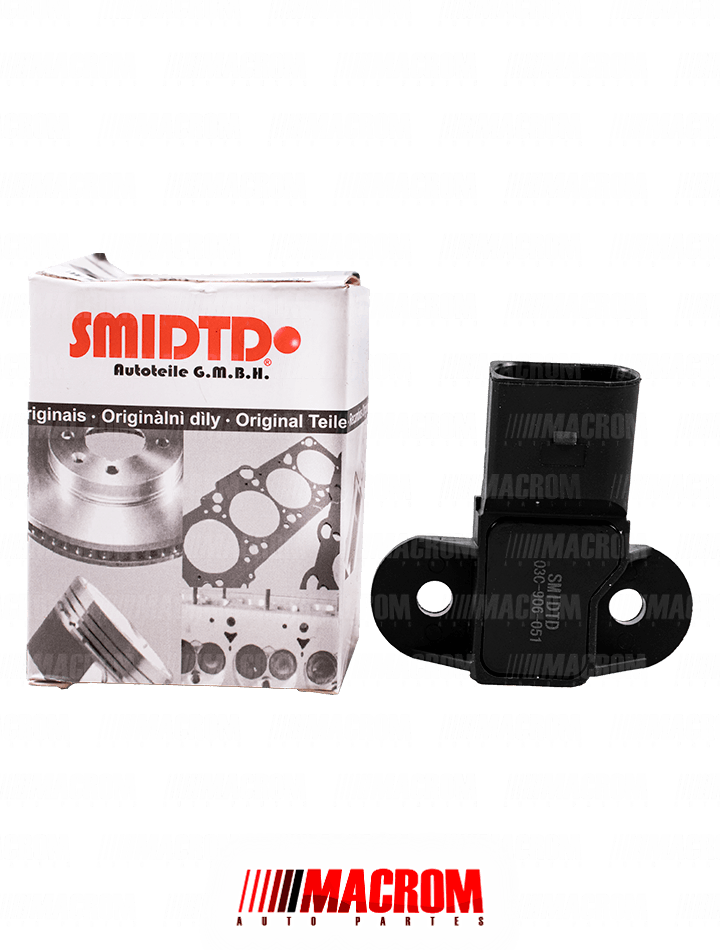 SMIDTD®
Autoteile G.M.B.H.
riginais · Originàlnì dìly · Original Teile
SMIDTD
03C-906-051
MACROM
AUTO PARTES